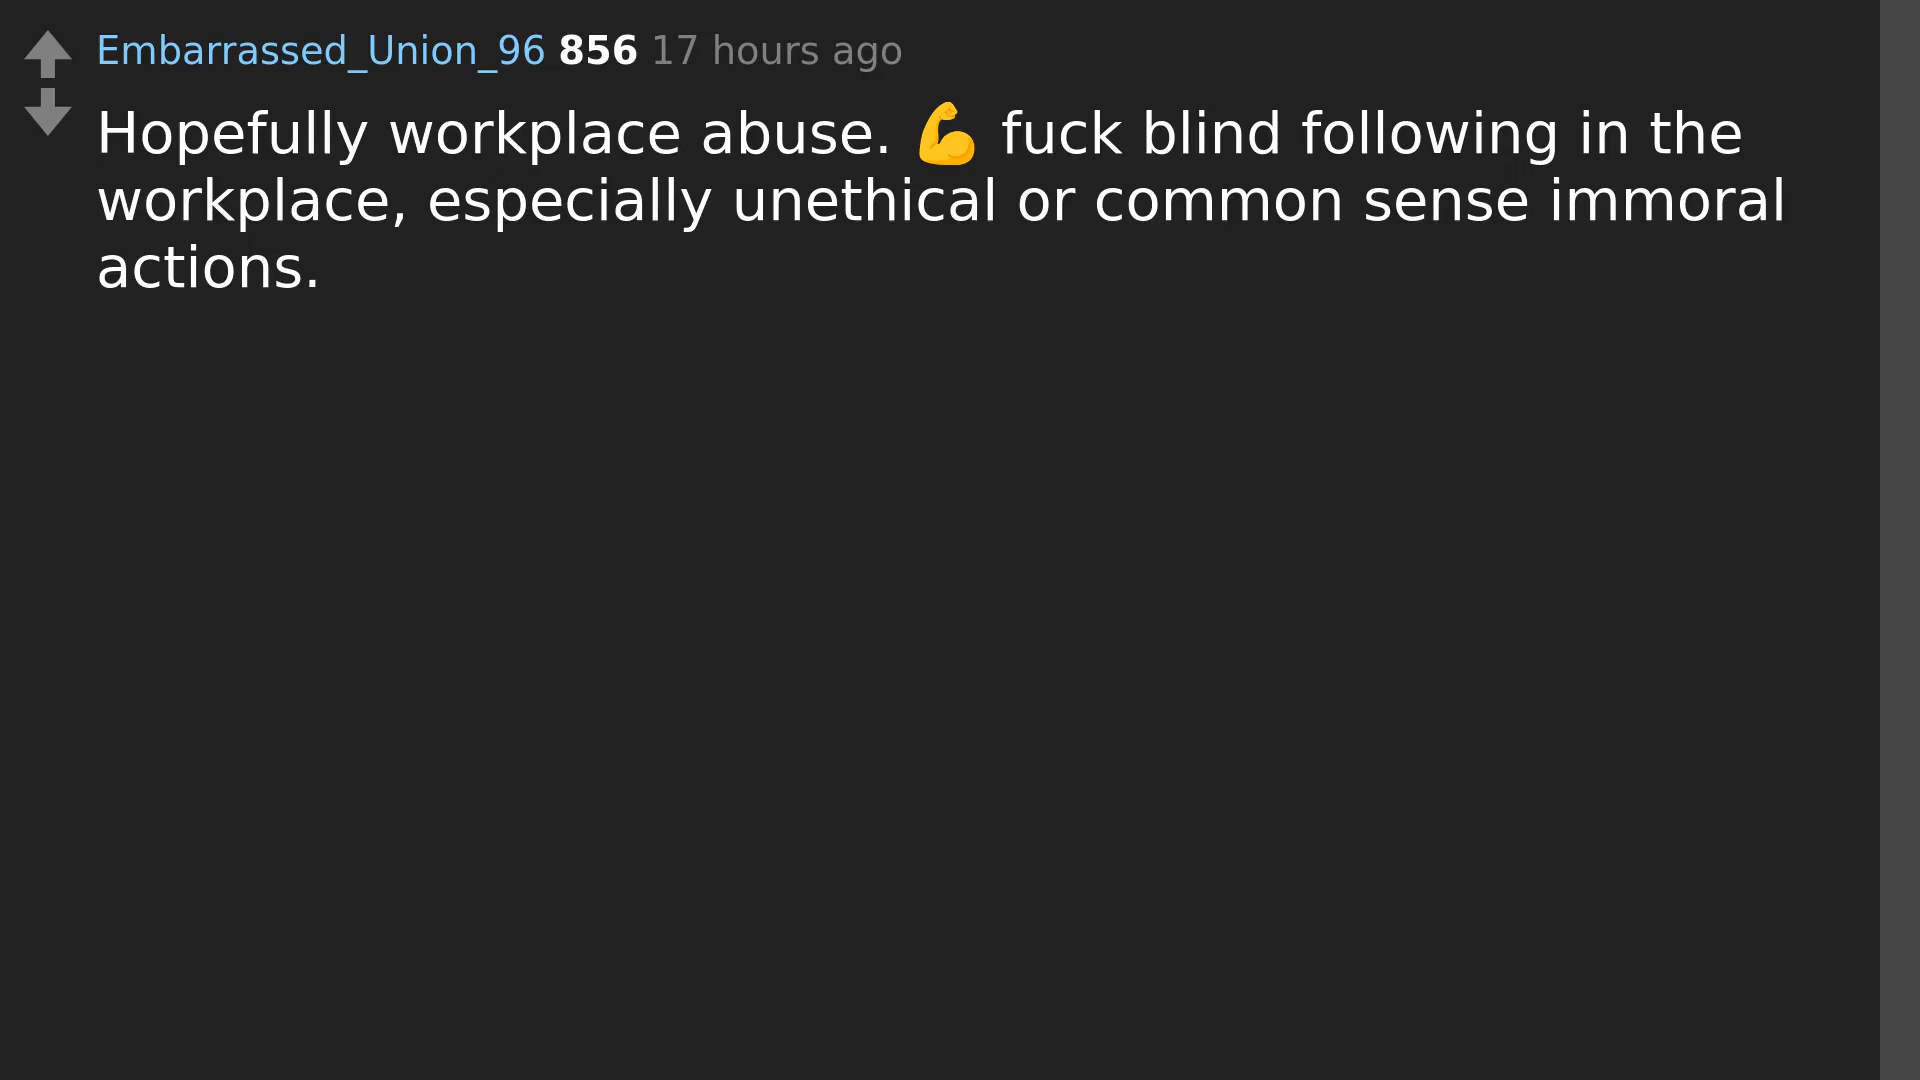 Embarrassed_Union_96 856 17 hours ago
Hopefully workplace abuse. 💪 fuck blind following in the
workplace, especially unethical or common sense immoral
actions.